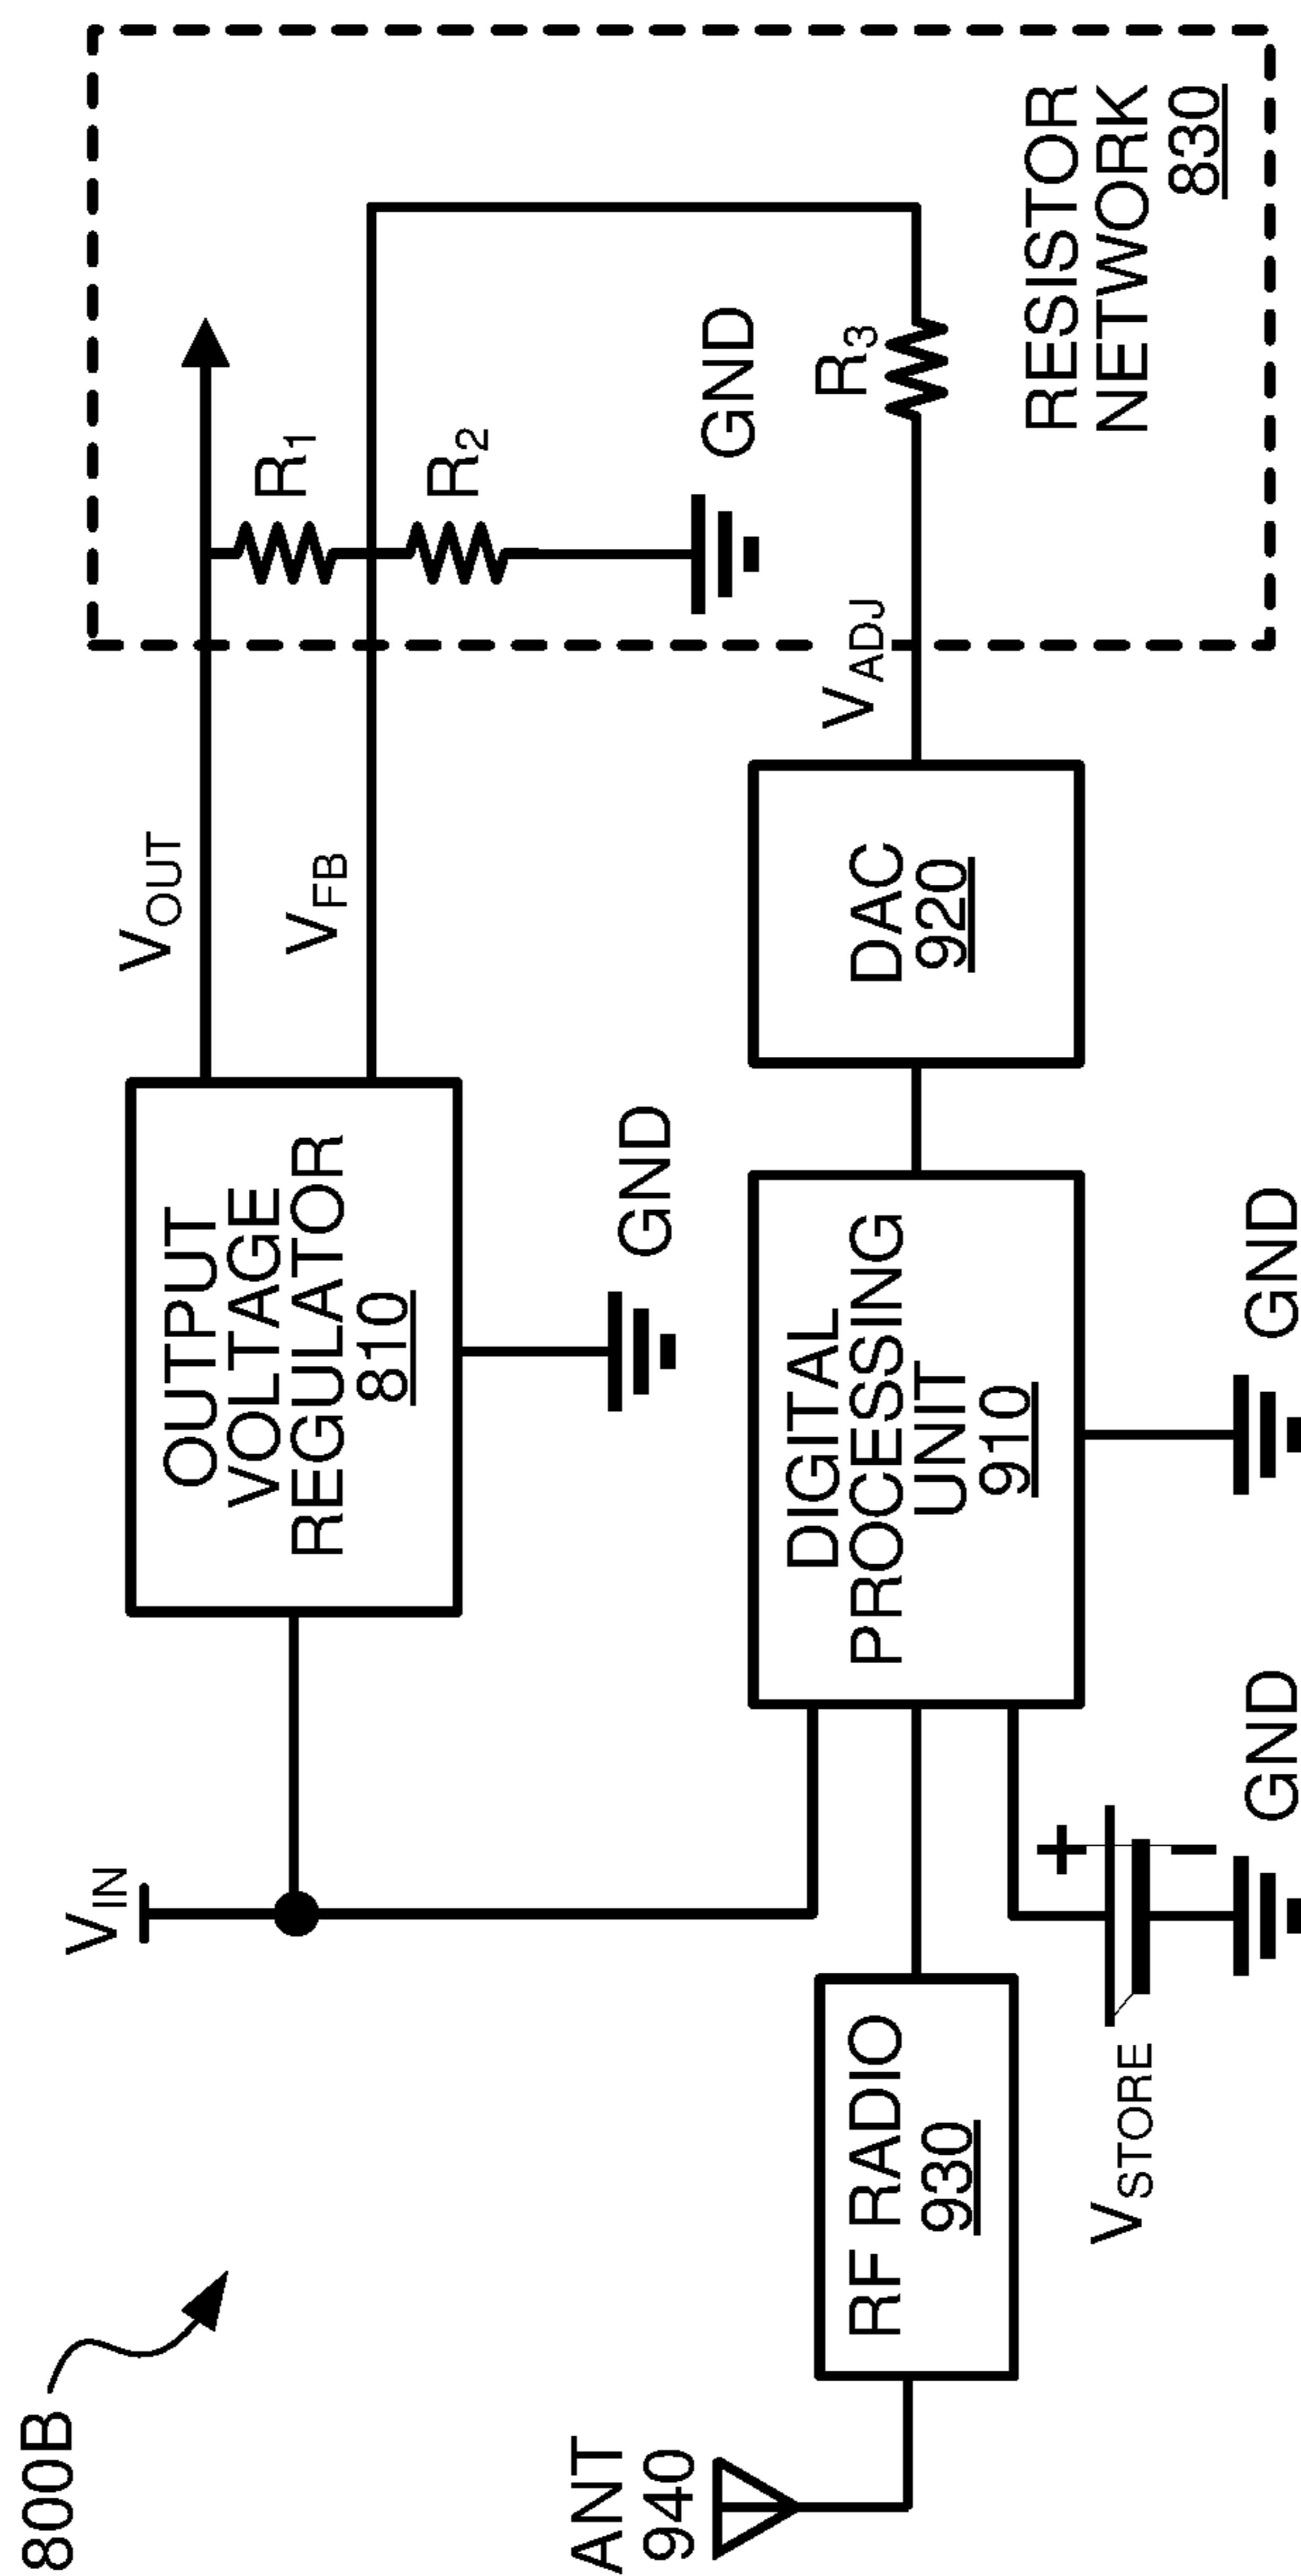 800B
V_IN
OUTPUT
VOLTAGE
REGULATOR
810
GND
V_OUT
V_FB
R_1
R_2
GND
R_3
V_ADJ
RESISTOR
NETWORK
830
ANT
940
RF RADIO
930
V_STORE
+
−
GND
DIGITAL
PROCESSING
UNIT
910
GND
DAC
920